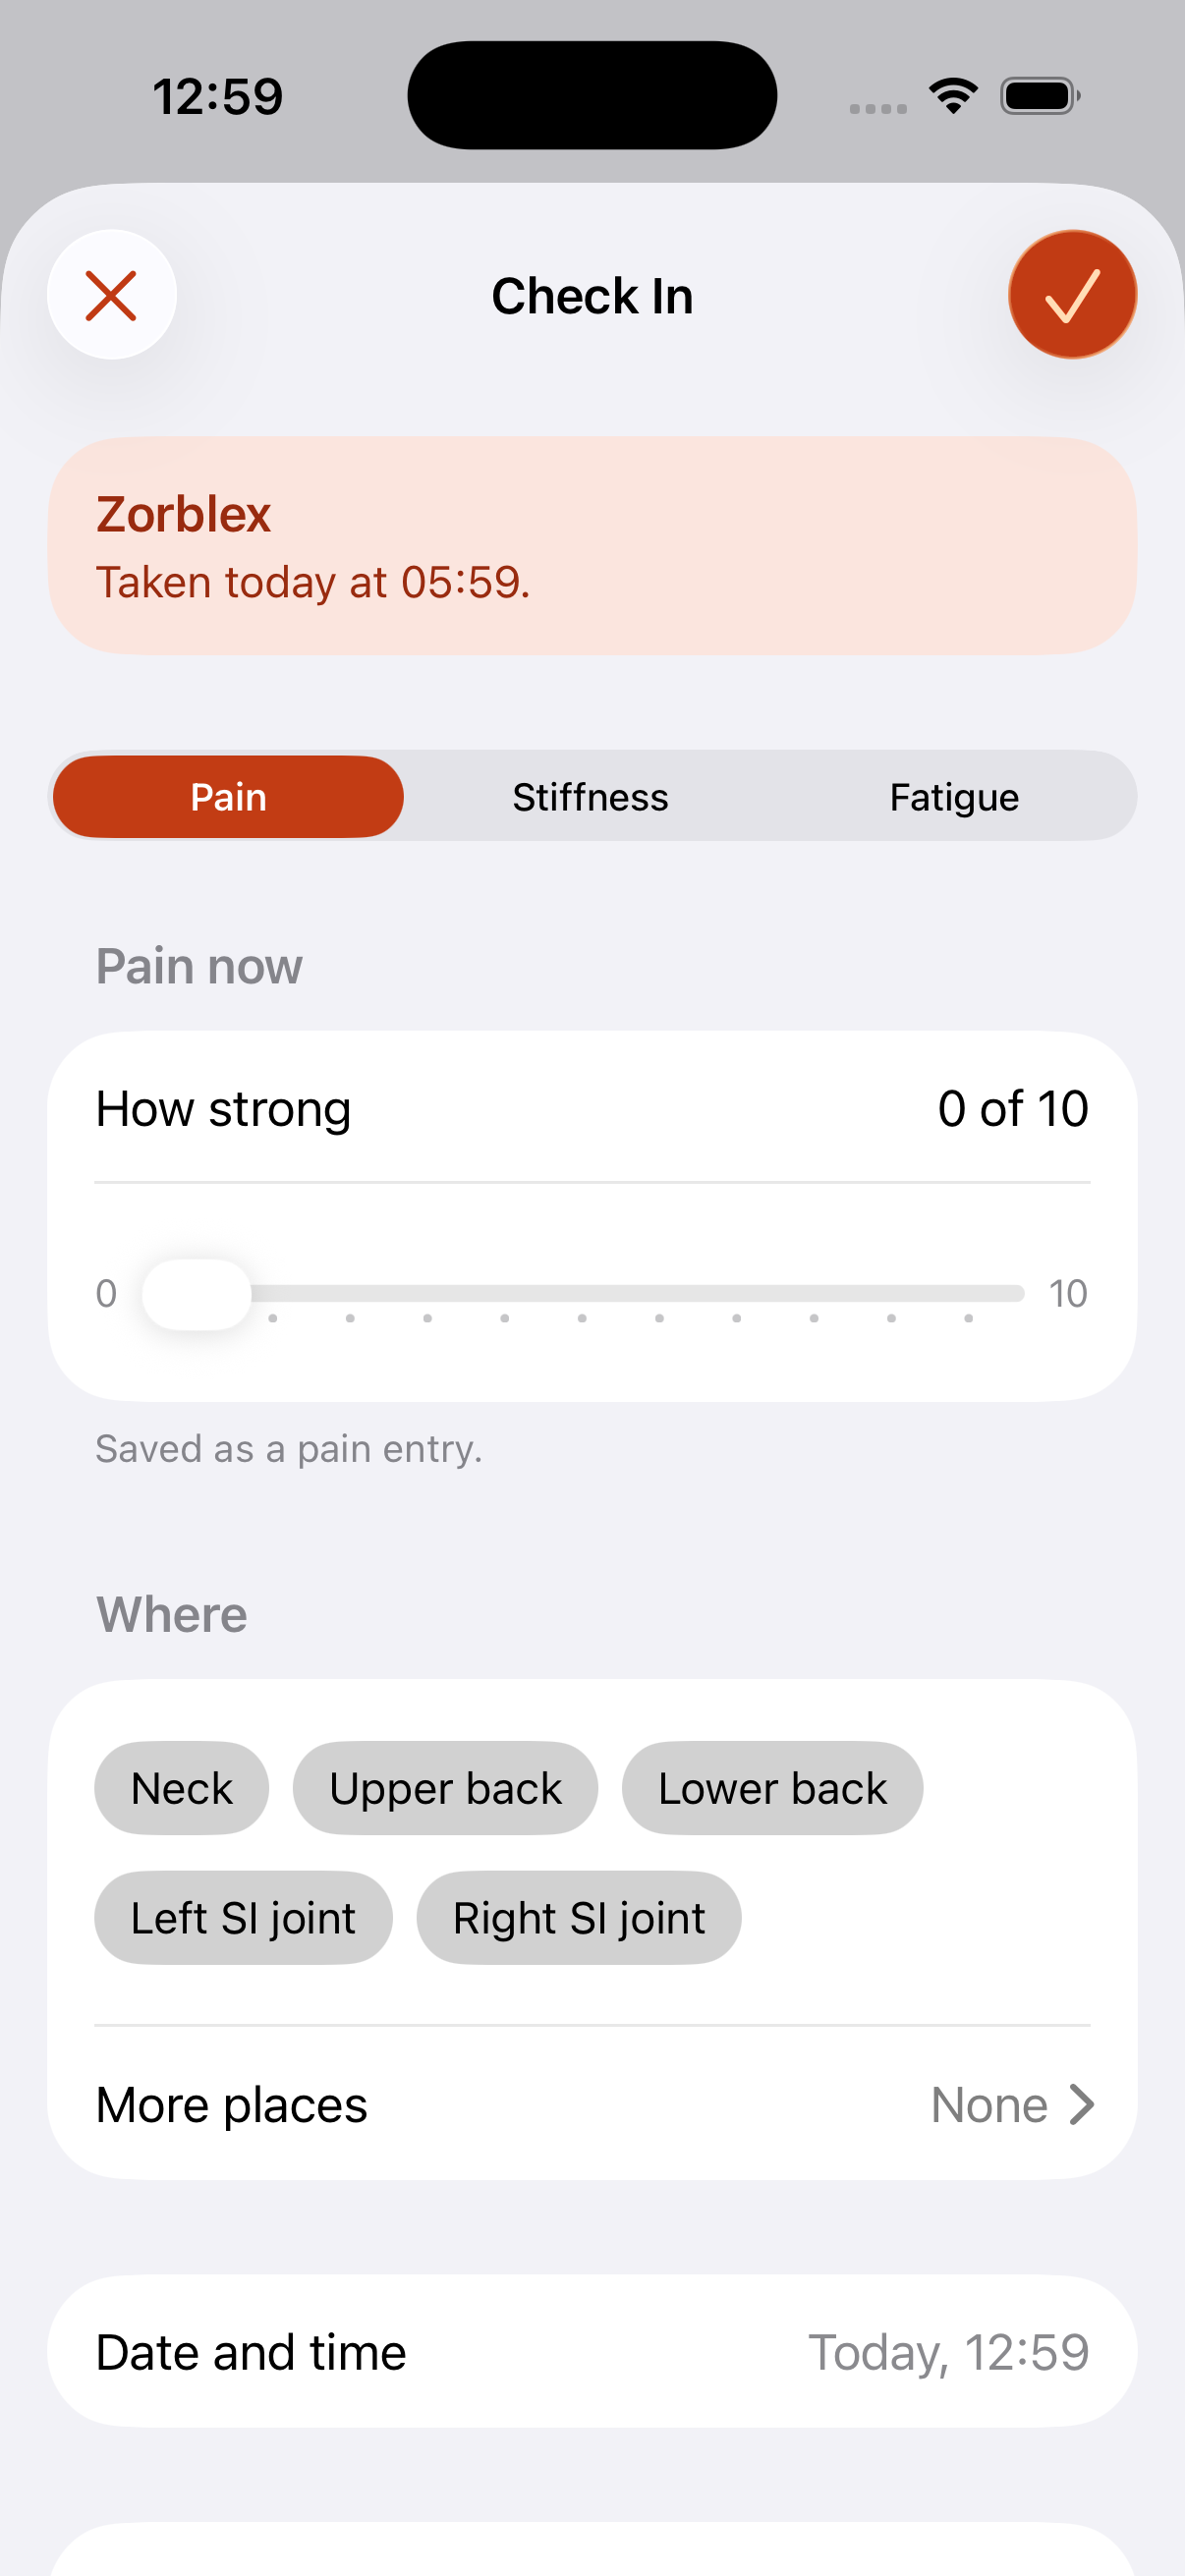 12:59
Check In
Zorblex
Taken today at 05:59.
Pain Stiffness Fatigue
Pain now
How strong 0 of 10
0 10
Saved as a pain entry.
Where
Neck Upper back Lower back
Left SI joint Right SI joint
More places None
Date and time Today, 12:59